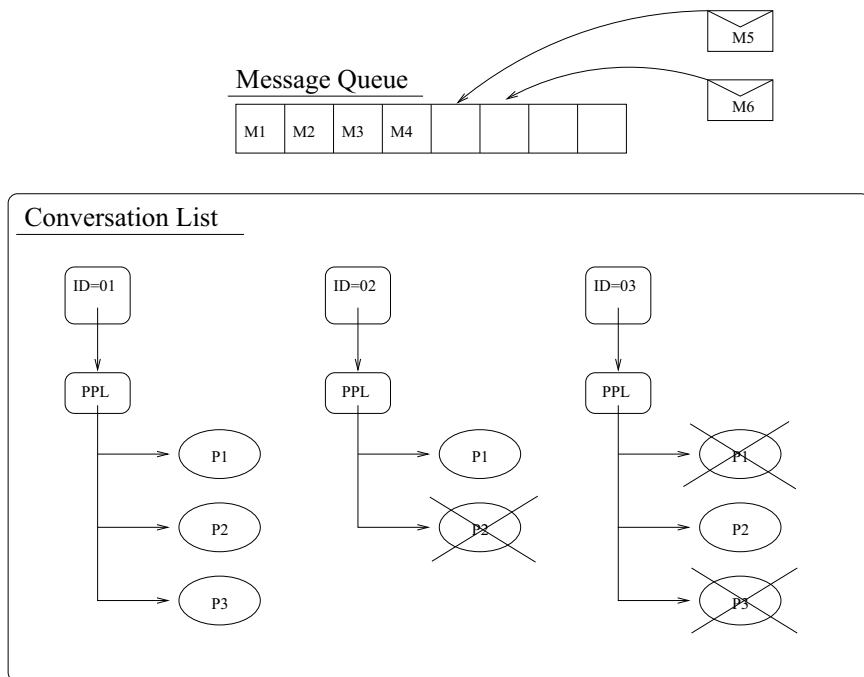 M5
Message Queue
M6
M1 M2 M3 M4
Conversation List
ID=01 ID=02 ID=03
PPL PPL PPL
P1 P1 P1
P2 P2 P2
P3 P3